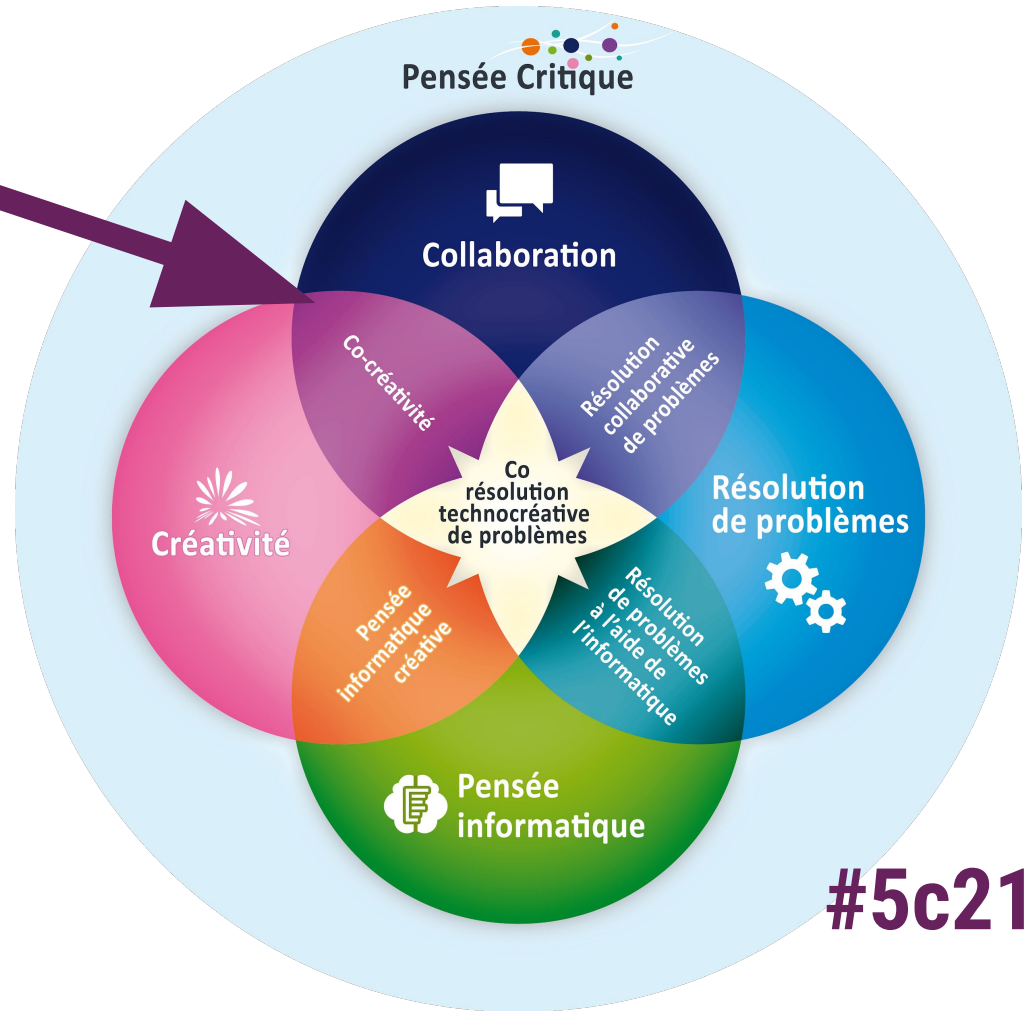 Pensée Critique
Collaboration
Co-créativité
Résolution
collaborative
de problèmes
Co
résolution
technocréative
de problèmes
Résolution
de problèmes
Créativité
Pensée
informatique
créative
Résolution
de problèmes
à l'aide de
l'informatique
Pensée
informatique
#5c21